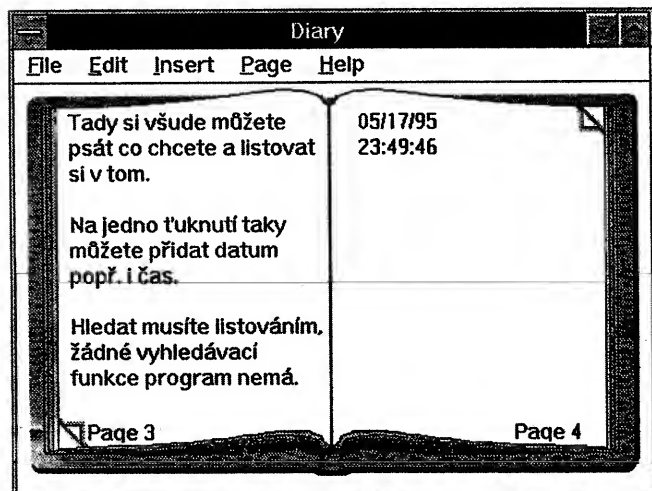 Diary
File Edit Insert Page Help
Tady si všude můžete
psát co chcete a listovat
si v tom.
Na jedno ťuknutí taky
můžete přidat datum
popř. i čas.
Hledat musíte listováním,
žádné vyhledávací
funkce program nemá.
Page 3
05/17/95
23:49:46
Page 4